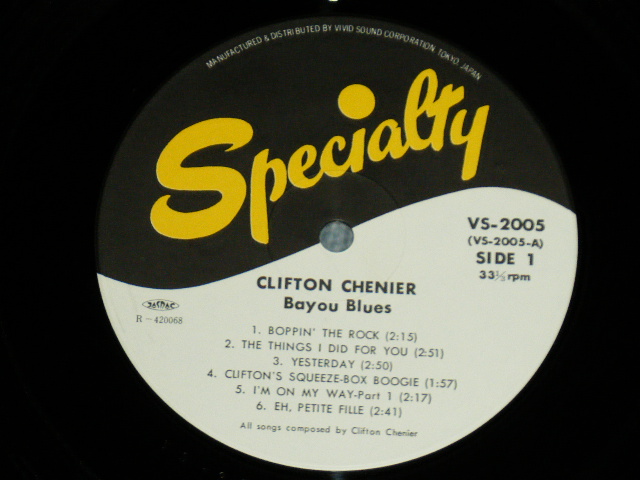 MANUFACTURED & DISTRIBUTED BY VIVID SOUND CORPORATION TOKYO, JAPAN
Specialty
VS-2005
(VS-2005-A)
SIDE 1
33⅓rpm
CLIFTON CHENIER
Bayou Blues
JASRAC
R-420068
1. BOPPIN' THE ROCK (2:15)
2. THE THINGS I DID FOR YOU (2:51)
3. YESTERDAY (2:50)
4. CLIFTON'S SQUEEZE-BOX BOOGIE (1:57)
5. I'M ON MY WAY-Part 1 (2:17)
6. EH, PETITE FILLE (2:41)
All songs composed by Clifton Chenier